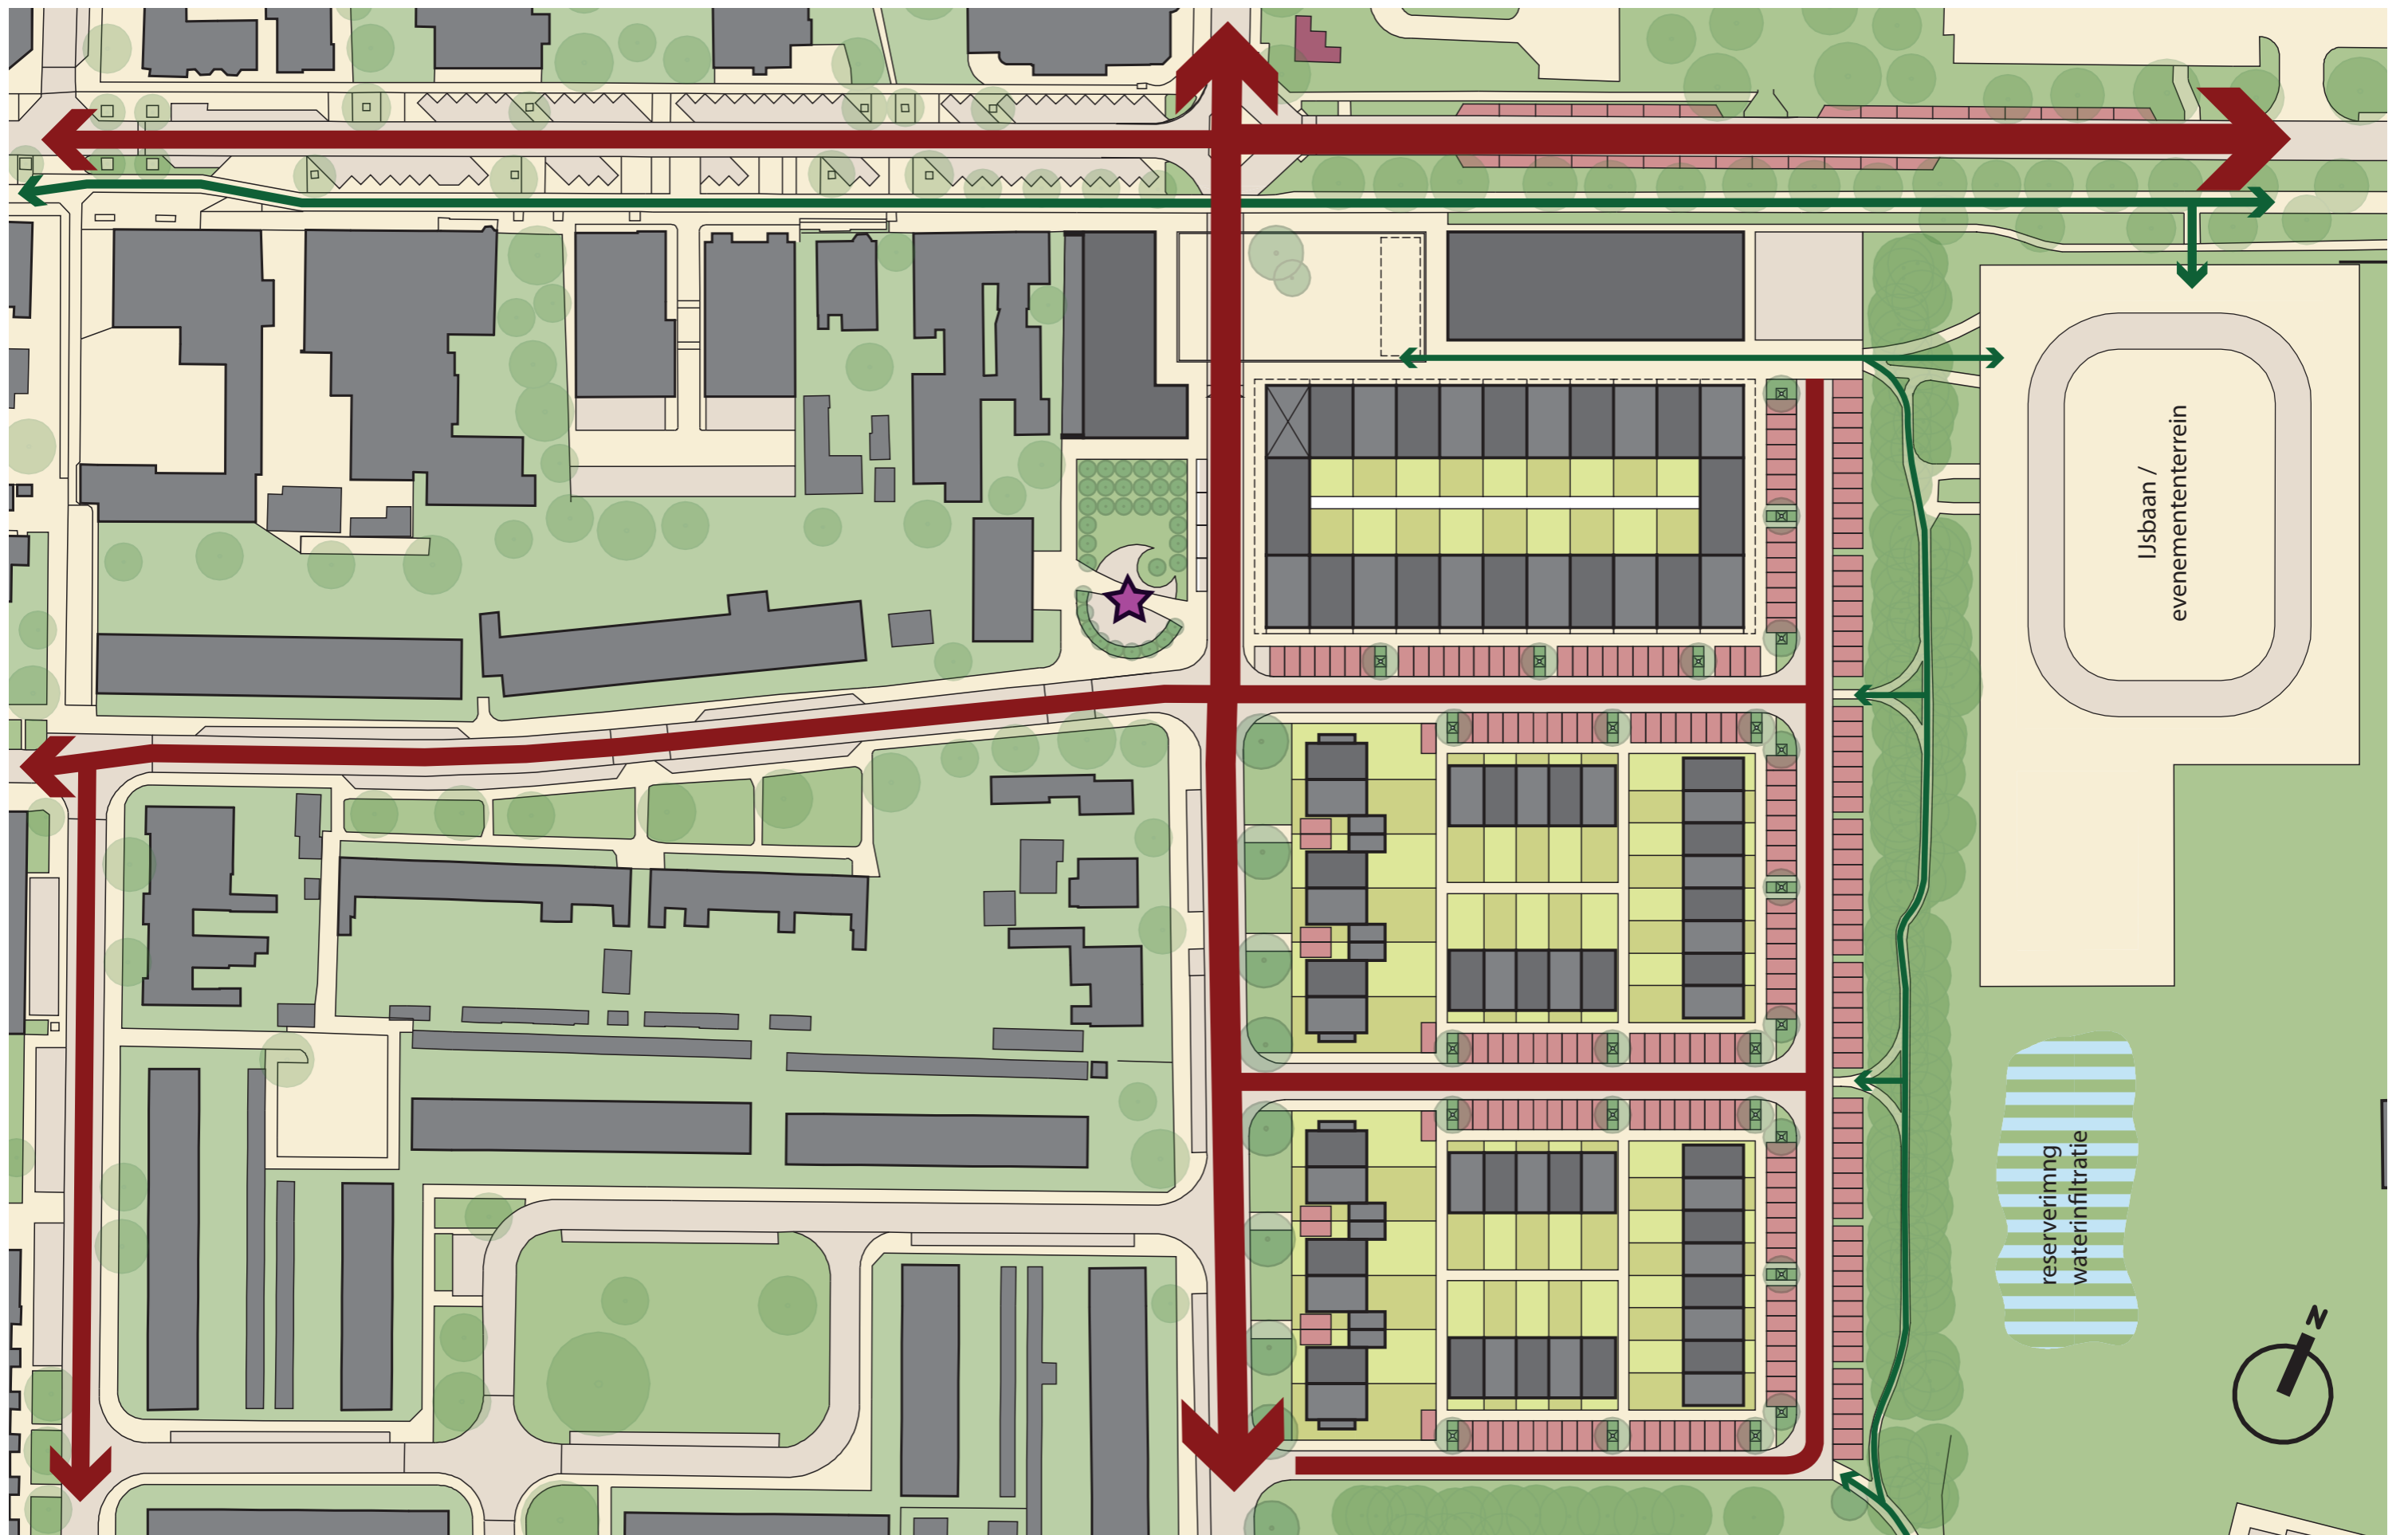 IJsbaan /
evenemententerrein
reserverimng
waterinfiltratie
N